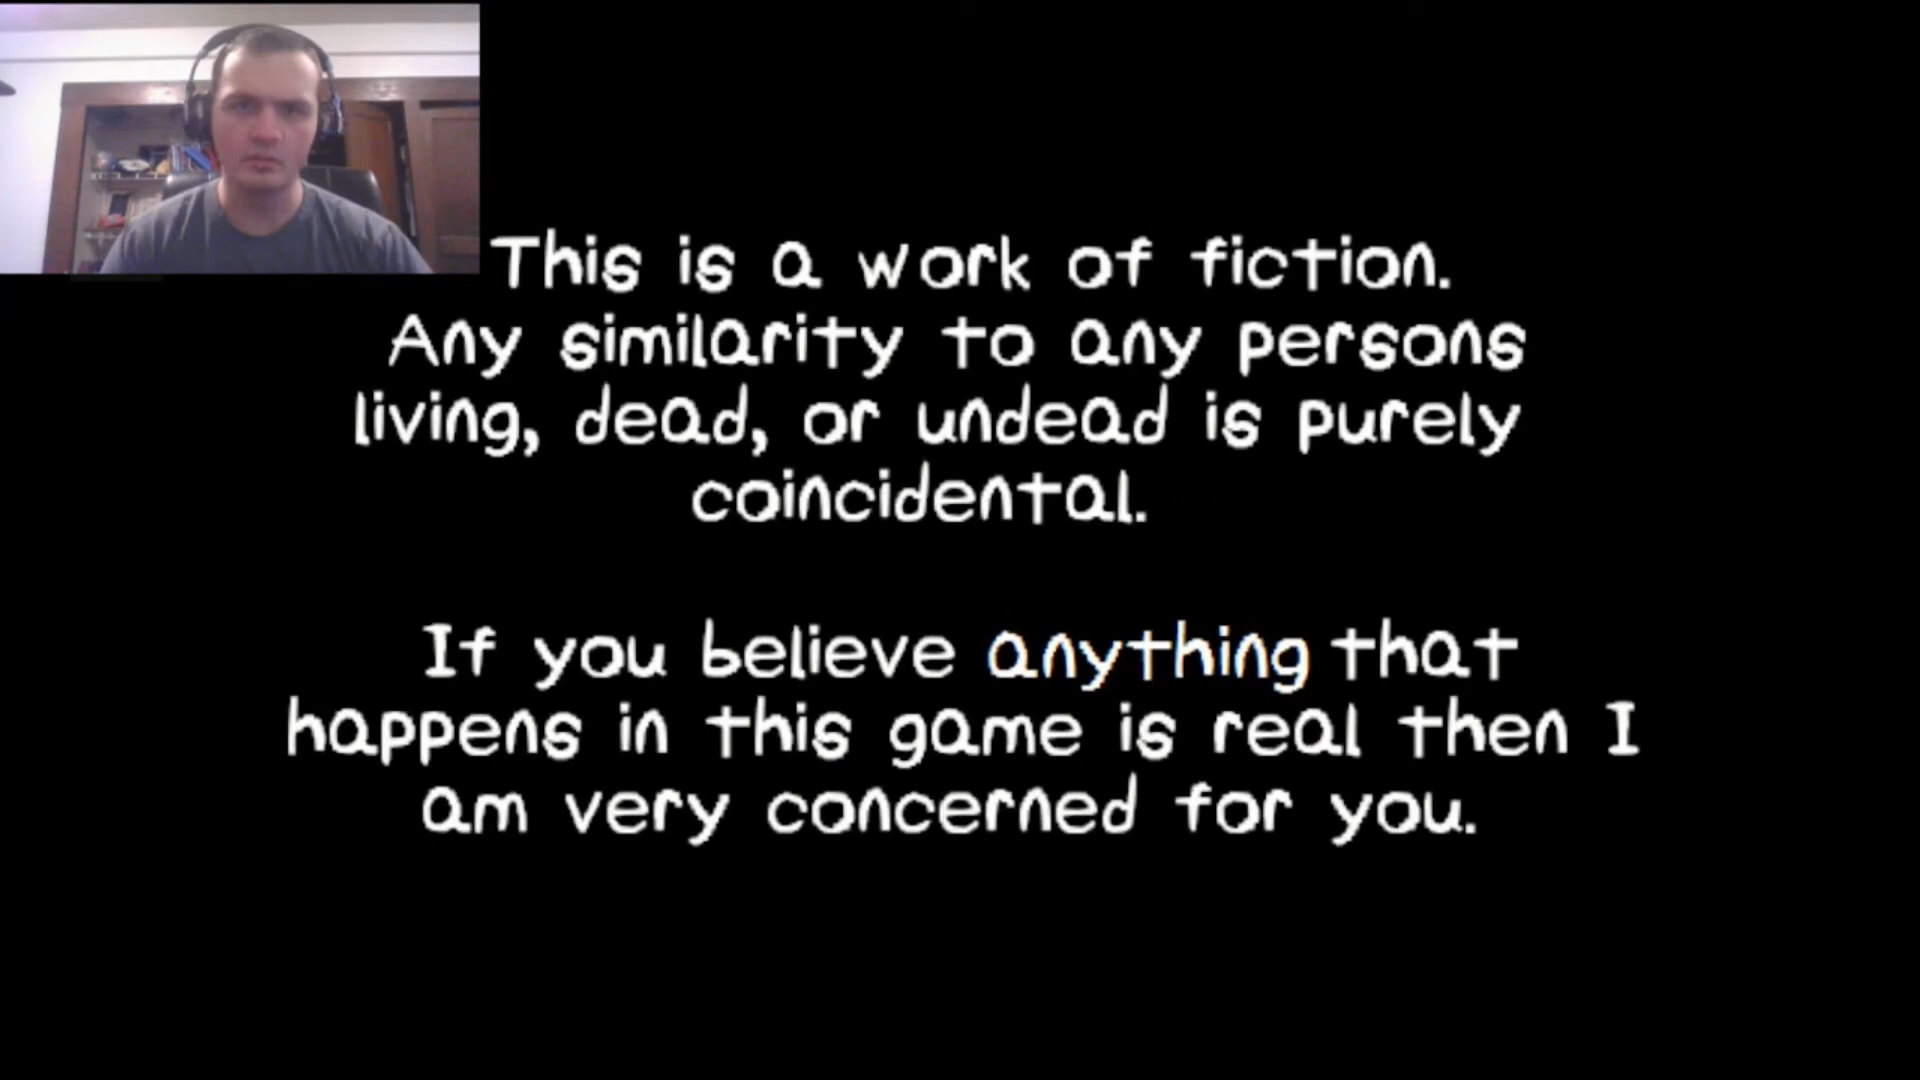 This is a work of fiction.
Any similarity to any persons
living, dead, or undead is purely
coincidental.
If you believe anything that
happens in this game is real then I
am very concerned for you.